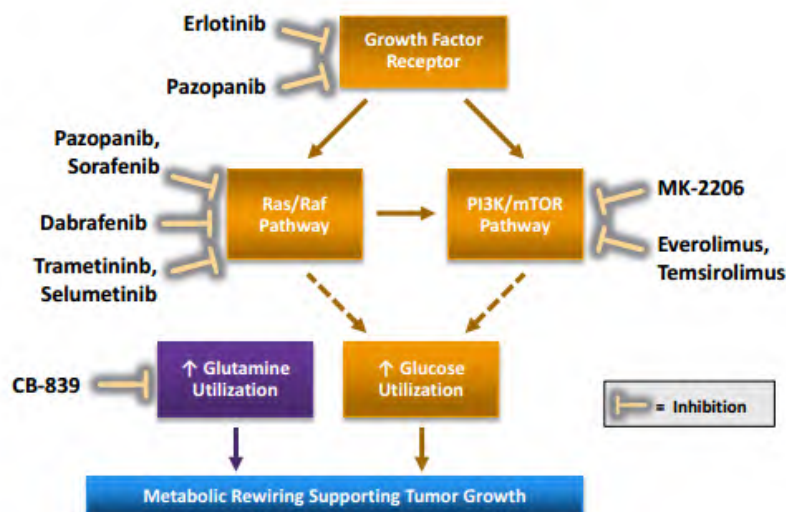 Erlotinib
Growth Factor
Receptor
Pazopanib
Pazopanib,
Sorafenib
Ras/Raf
Pathway
PI3K/mTOR
Pathway
MK-2206
Dabrafenib
Everolimus,
Temsirolimus
Trametininb,
Selumetinib
CB-839
↑ Glutamine
Utilization
↑ Glucose
Utilization
= Inhibition
Metabolic Rewiring Supporting Tumor Growth